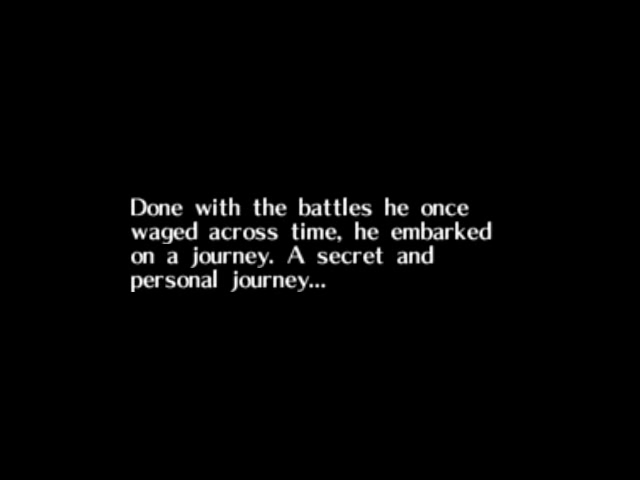 Done with the battles he once
waged across time, he embarked
on a journey. A secret and
personal journey...